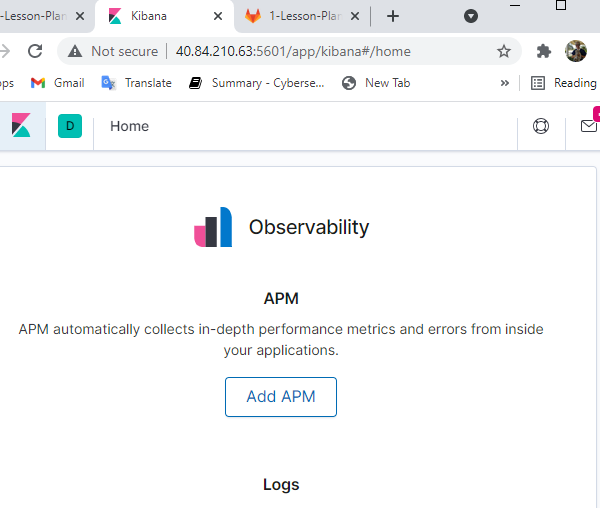 -Lesson-Plan
Kibana
1-Lesson-Plan
Not secure
40.84.210.63:5601/app/kibana#/home
ps
Gmail
Translate
Summary - Cyberse...
New Tab
»
Reading
D
Home
Observability
APM
APM automatically collects in-depth performance metrics and errors from inside
your applications.
Add APM
Logs